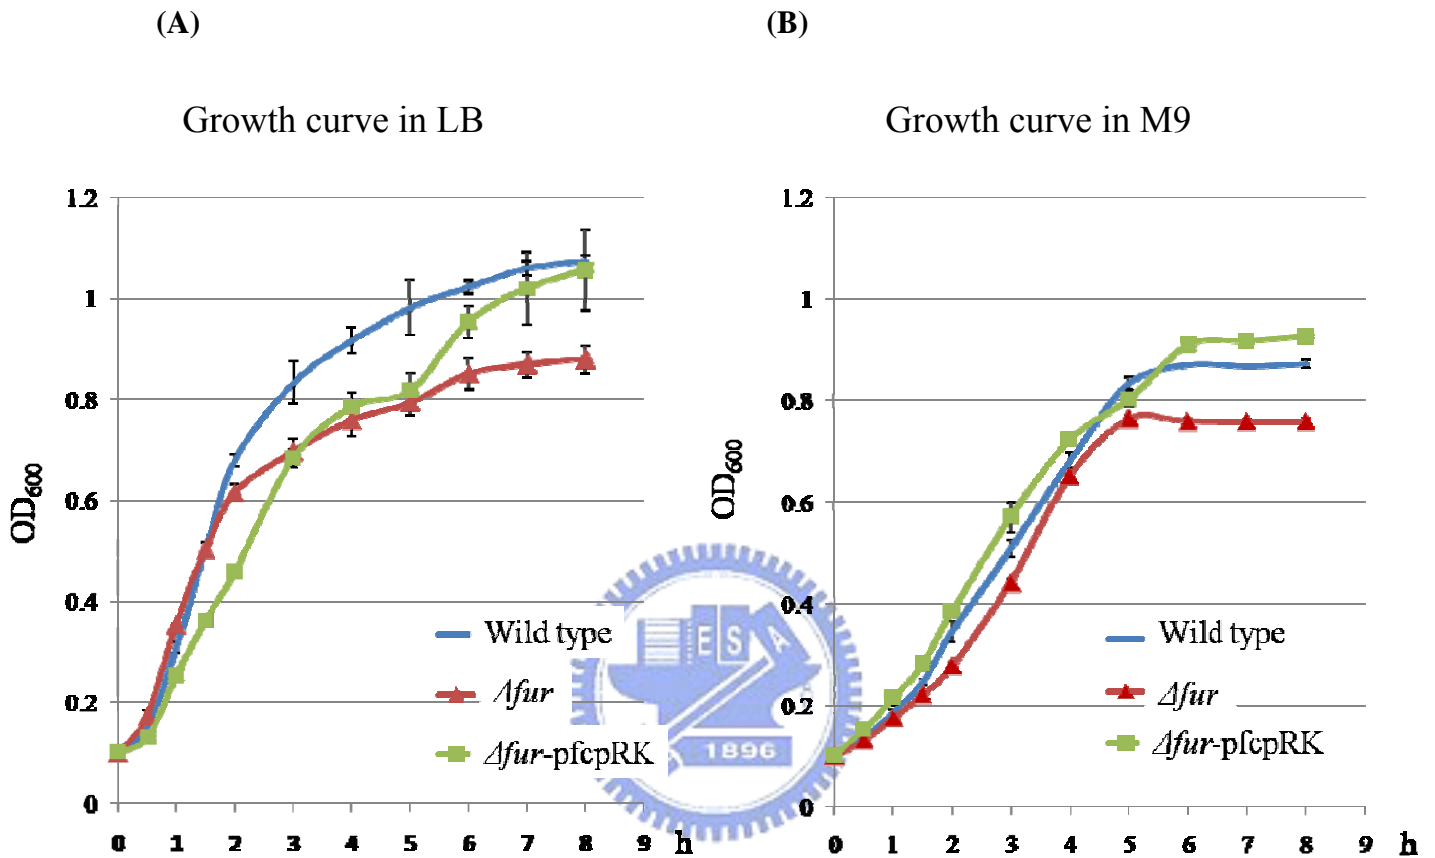 (A)
(B)
Growth curve in LB
Growth curve in M9
1.2
1
0.8
0.6
0.4
0.2
0
OD600
0 1 2 3 4 5 6 7 8 9 h
Wild type
Δfur
Δfur-pfcpRK
1.2
1
0.8
0.6
0.4
0.2
0
OD600
0 1 2 3 4 5 6 7 8 9 h
Wild type
Δfur
Δfur-pfcpRK
E S A
1896